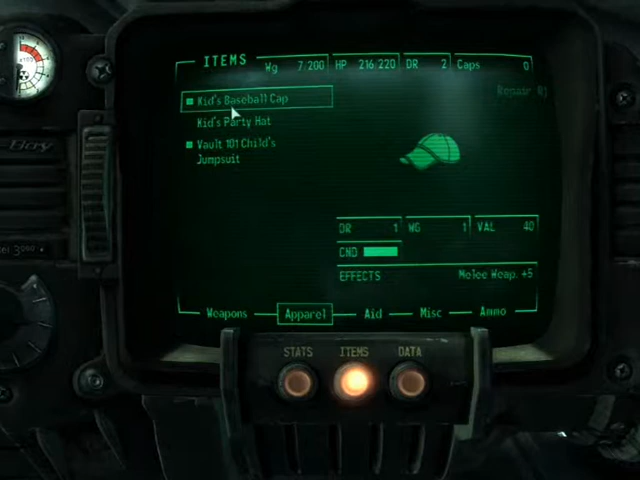 ITEMS
Wg 7/200 HP 216/220 DR 2 Caps 0
Kid's Baseball Cap
Kid's Party Hat
Vault 101 Child's
Jumpsuit
Repair R)
DR 1 WG 1 VAL 40
CND
EFFECTS Melee Weap. +5
Weapons Apparel Aid Misc Ammo
STATS ITEMS DATA
Boy